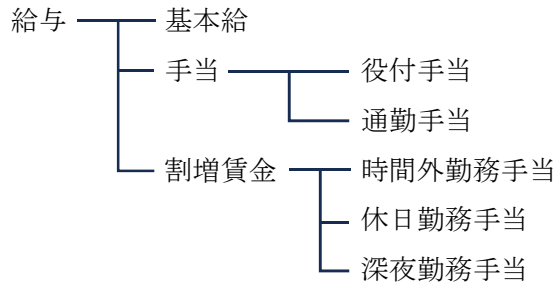 給与 基本給
手当 役付手当
通勤手当
割増賃金 時間外勤務手当
休日勤務手当
深夜勤務手当